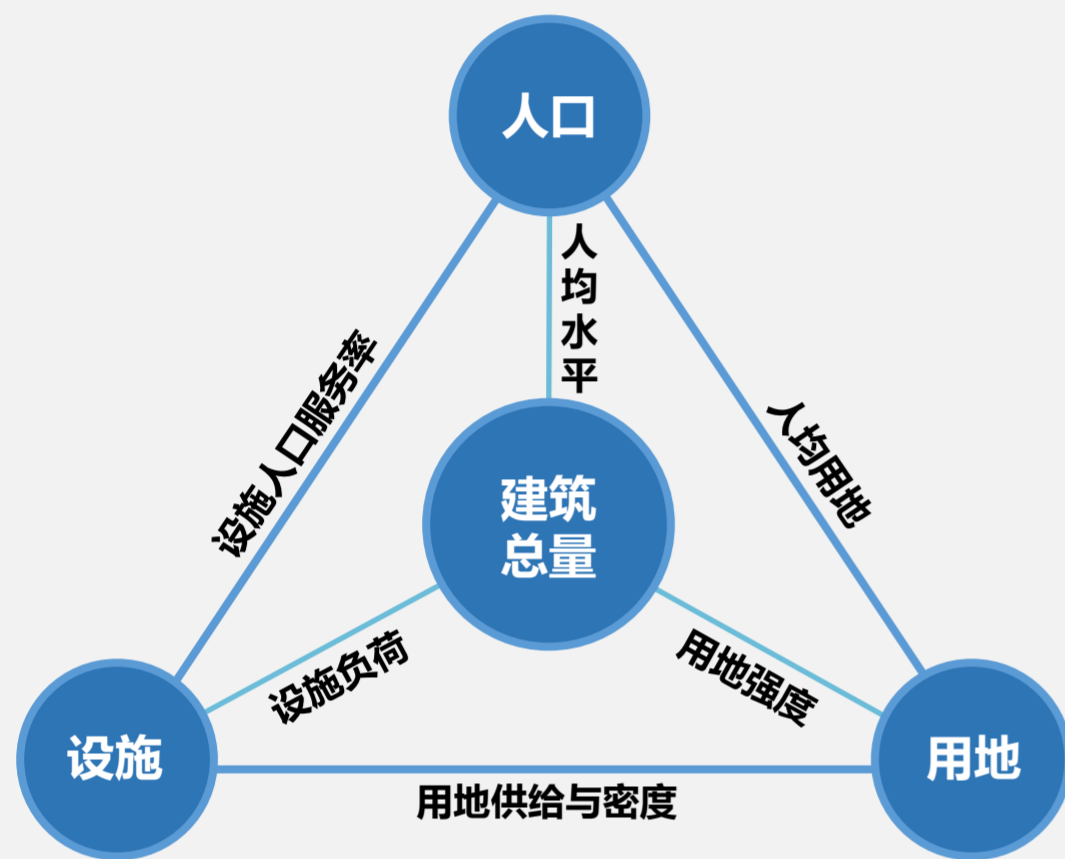 人口
人均水平
设施人口服务率
人均用地
建筑
总量
设施负荷
用地强度
设施
用地
用地供给与密度